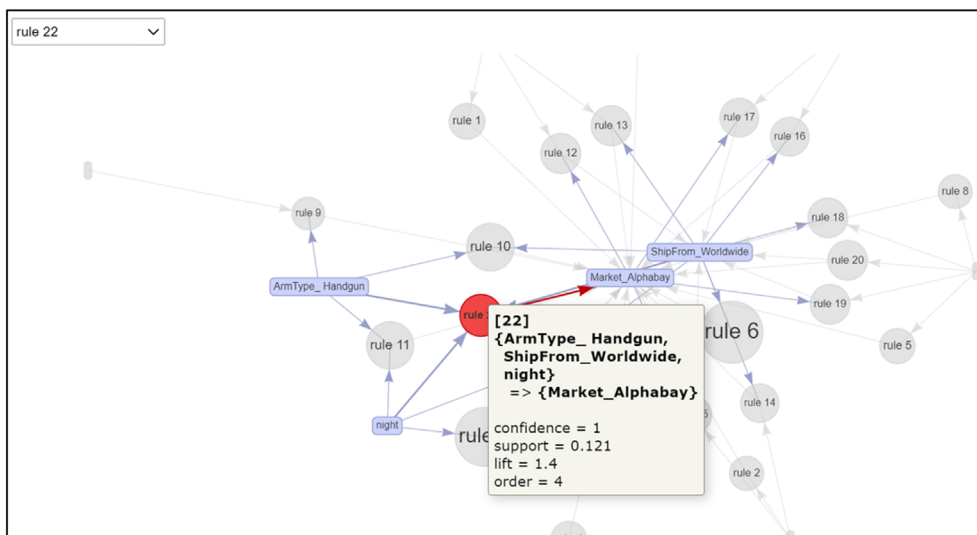 rule 22
rule 1
rule 13
rule 17
rule 16
rule 12
rule 8
rule 9
rule 18
rule 10
ShipFrom_Worldwide
rule 20
Market_Alphabay
ArmType_ Handgun
rule 19
rule
rule 6
rule 11
rule 5
[22]
{ArmType_ Handgun,
ShipFrom_Worldwide,
night}
=> {Market_Alphabay}
confidence = 1
support = 0.121
lift = 1.4
order = 4
rule 14
night
rule
rule 2